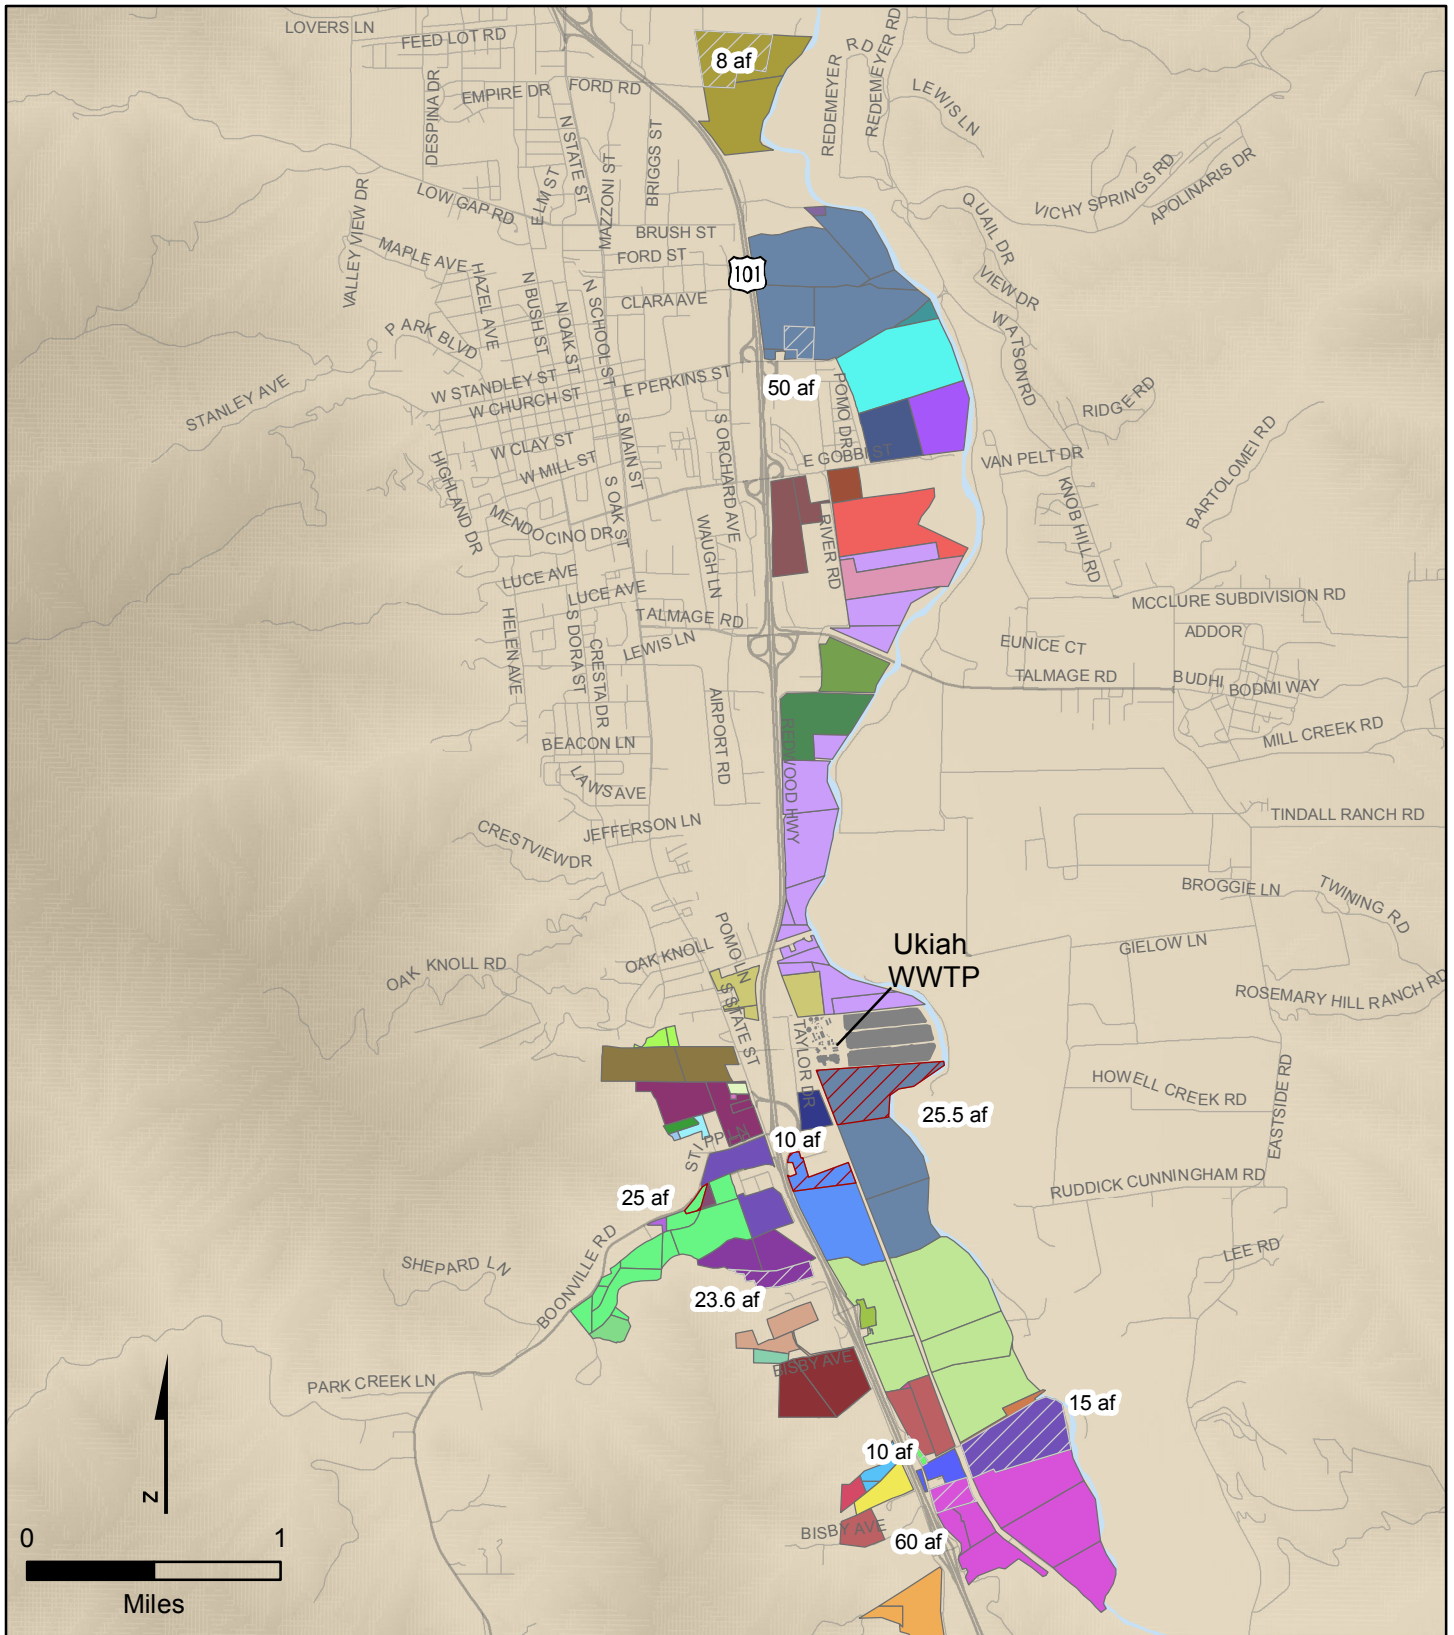 LOVERS LN
FEED LOT RD
8 af
REDEMEYER RD
REDEMEYER RD
DESPINA DR
EMPIRE DR
FORD RD
LEWIS LN
N STATE ST
BRIGGS ST
MAZZONI ST
VICHY SPRINGS RD
APOLINARIS DR
LOW GAP RD
ELM ST
VALLEY VIEW DR
QUAIL DR
BRUSH ST
MAPLE AVE
FORD ST
101
HAZEL AVE
N BUSH ST
VIEW DR
CLARA AVE
N SCHOOL ST
N OAK ST
PARK BLVD
WATSON RD
W STANDLEY ST
E PERKINS ST
50 af
STANLEY AVE
W CHURCH ST
POMO DR
RIDGE RD
S MAIN ST
S ORCHARD AVE
BARTOLOMEI RD
W CLAY ST
W MILL ST
E GOBBI ST
VAN PELT DR
HIGHLAND DR
S OAK ST
KNOB HILL RD
MENDOCINO DR
WAUGH LN
RIVER RD
LUCE AVE
LUCE AVE
MCCLURE SUBDIVISION RD
TALMAGE RD
ADDOR
HELEN AVE
S DORA ST
CRESTA DR
LEWIS LN
EUNICE CT
TALMAGE RD
BUDHI
BODMI WAY
AIRPORT RD
REDWOOD HWY
MILL CREEK RD
BEACON LN
LAWS AVE
TINDALL RANCH RD
JEFFERSON LN
CRESTVIEW DR
BROGGIE LN
TWINING RD
POMO LN
Ukiah
WWTP
GIELOW LN
OAK KNOLL
OAK KNOLL RD
ROSEMARY HILL RANCH RD
S STATE ST
TAYLOR DR
HOWELL CREEK RD
EASTSIDE RD
25.5 af
10 af
STIPP LN
RUDDICK CUNNINGHAM RD
25 af
BOONVILLE RD
LEE RD
SHEPARD LN
23.6 af
BISBY AVE
PARK CREEK LN
15 af
10 af
N
BISBY AVE
60 af
0
1
Miles